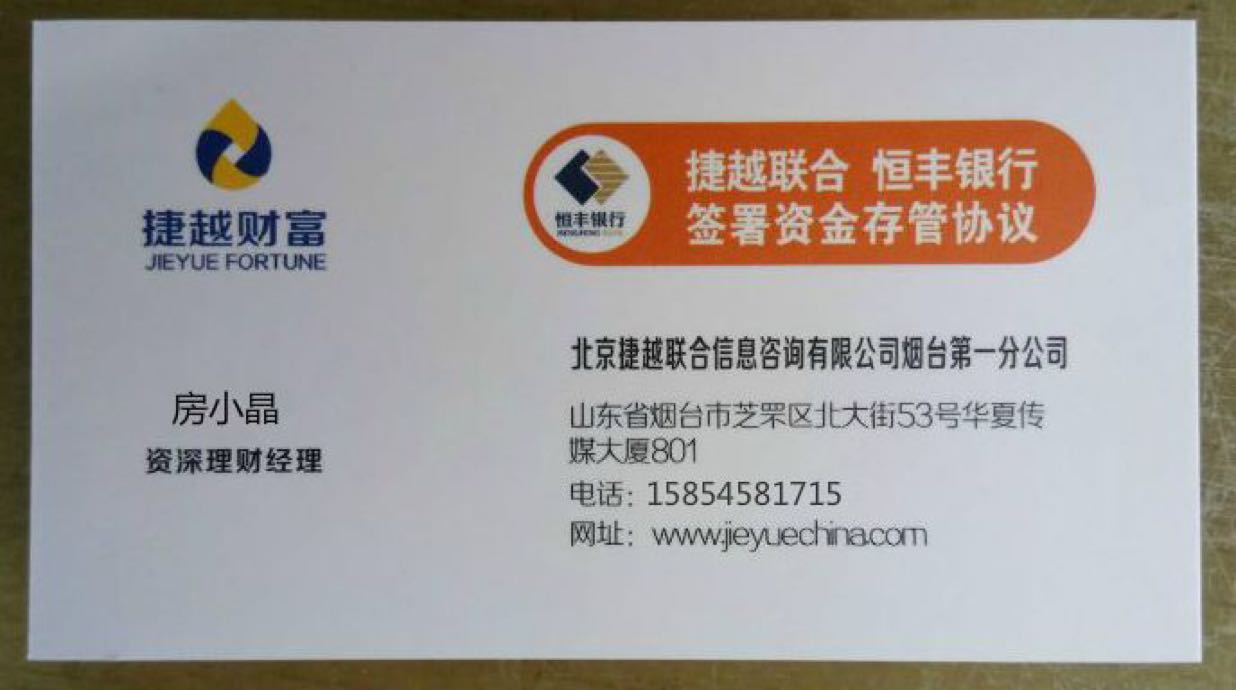 捷越财富
JIEYUE FORTUNE
恒丰银行
捷越联合 恒丰银行
签署资金存管协议
房小晶
资深理财经理
北京捷越联合信息咨询有限公司烟台第一分公司
山东省烟台市芝罘区北大街53号华夏传
媒大厦801
电话：15854581715
网址：www.jieyuechina.com